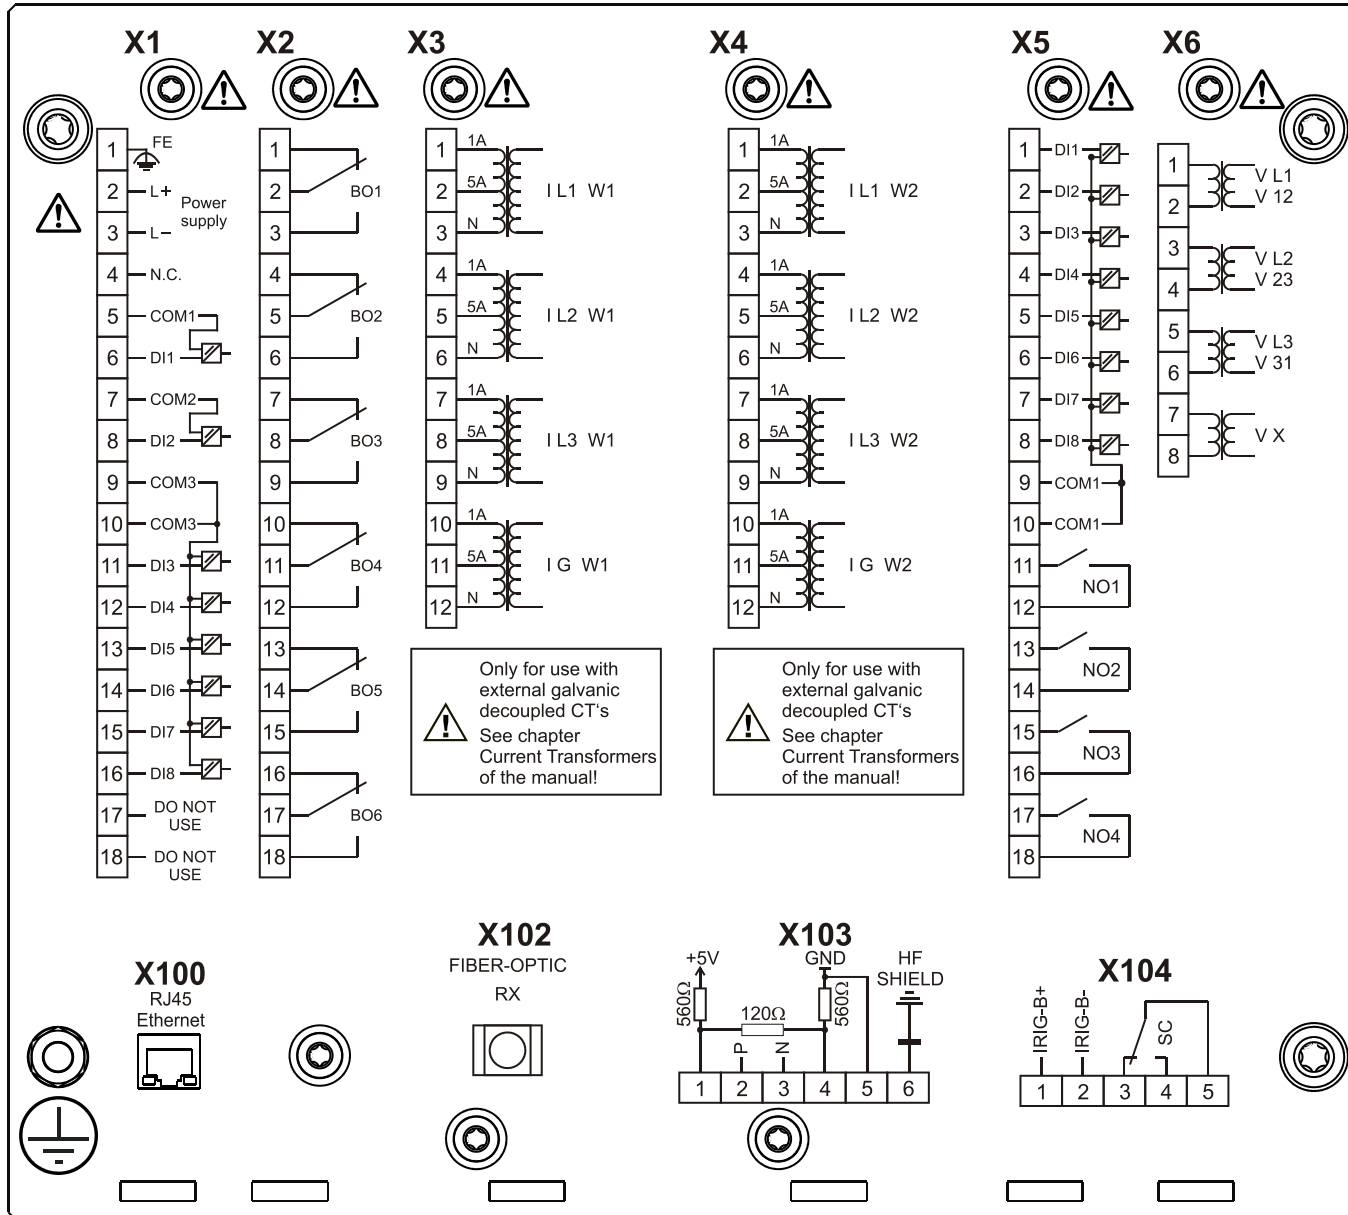 X1
X2
X3
X4
X5
X6
1 FE
2 L+
Power
supply
3 L–
4 N.C.
5 COM1
6 DI1
7 COM2
8 DI2
9 COM3
10 COM3
11 DI3
12 DI4
13 DI5
14 DI6
15 DI7
16 DI8
17 DO NOT
USE
18 DO NOT
USE
1
2 BO1
3
4
5 BO2
6
7
8 BO3
9
10
11 BO4
12
13
14 BO5
15
16
17 BO6
18
1 1A
2 5A I L1 W1
3 N
4 1A
5 5A I L2 W1
6 N
7 1A
8 5A I L3 W1
9 N
10 1A
11 5A I G W1
12 N
Only for use with
external galvanic
decoupled CT‘s
See chapter
Current Transformers
of the manual!
1 1A
2 5A I L1 W2
3 N
4 1A
5 5A I L2 W2
6 N
7 1A
8 5A I L3 W2
9 N
10 1A
11 5A I G W2
12 N
Only for use with
external galvanic
decoupled CT‘s
See chapter
Current Transformers
of the manual!
1 DI1
2 DI2
3 DI3
4 DI4
5 DI5
6 DI6
7 DI7
8 DI8
9 COM1
10 COM1
11
NO1
12
13
NO2
14
15
NO3
16
17
NO4
18
1 V L1
2 V 12
3 V L2
4 V 23
5 V L3
6 V 31
7
V X
8
X100
RJ45
Ethernet
X102
FIBER-OPTIC
RX
X103
+5V GND HF
SHIELD
560Ω 120Ω 560Ω
P N
1 2 3 4 5 6
X104
IRIG-B+ IRIG-B- SC
1 2 3 4 5